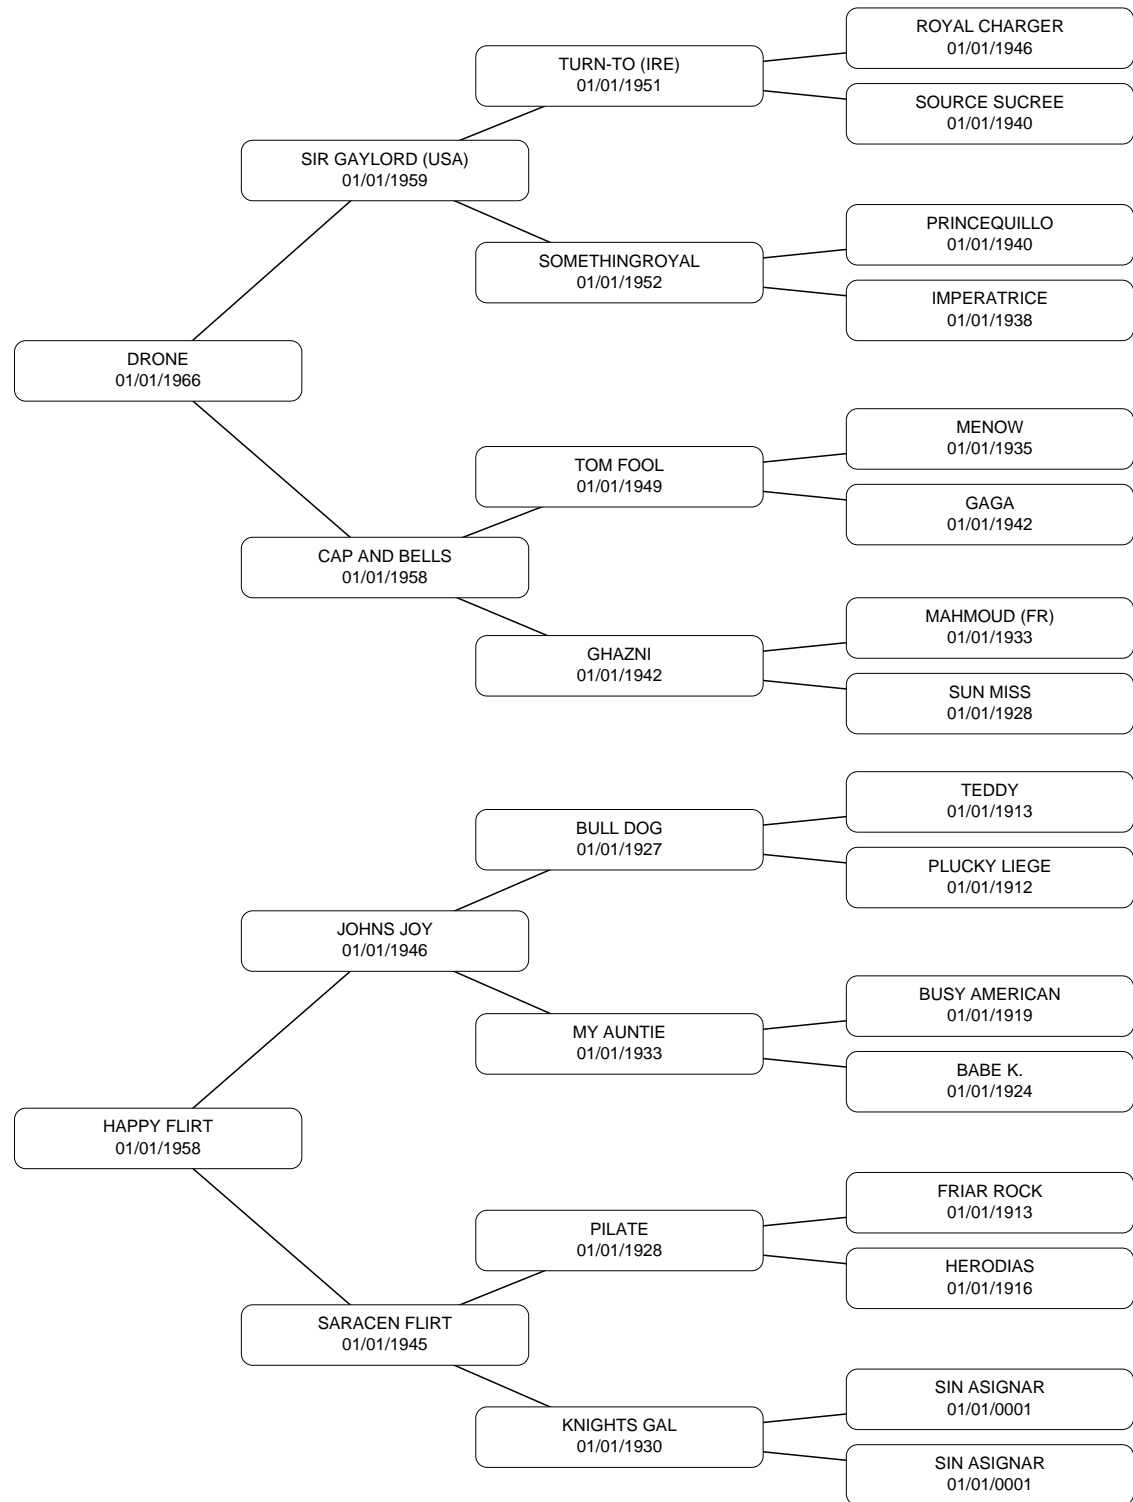 ROYAL CHARGER
01/01/1946
TURN-TO (IRE)
01/01/1951
SOURCE SUCREE
01/01/1940
SIR GAYLORD (USA)
01/01/1959
PRINCEQUILLO
01/01/1940
SOMETHINGROYAL
01/01/1952
IMPERATRICE
01/01/1938
DRONE
01/01/1966
MENOW
01/01/1935
TOM FOOL
01/01/1949
GAGA
01/01/1942
CAP AND BELLS
01/01/1958
MAHMOUD (FR)
01/01/1933
GHAZNI
01/01/1942
SUN MISS
01/01/1928
TEDDY
01/01/1913
BULL DOG
01/01/1927
PLUCKY LIEGE
01/01/1912
JOHNS JOY
01/01/1946
BUSY AMERICAN
01/01/1919
MY AUNTIE
01/01/1933
BABE K.
01/01/1924
HAPPY FLIRT
01/01/1958
FRIAR ROCK
01/01/1913
PILATE
01/01/1928
HERODIAS
01/01/1916
SARACEN FLIRT
01/01/1945
SIN ASIGNAR
01/01/0001
KNIGHTS GAL
01/01/1930
SIN ASIGNAR
01/01/0001